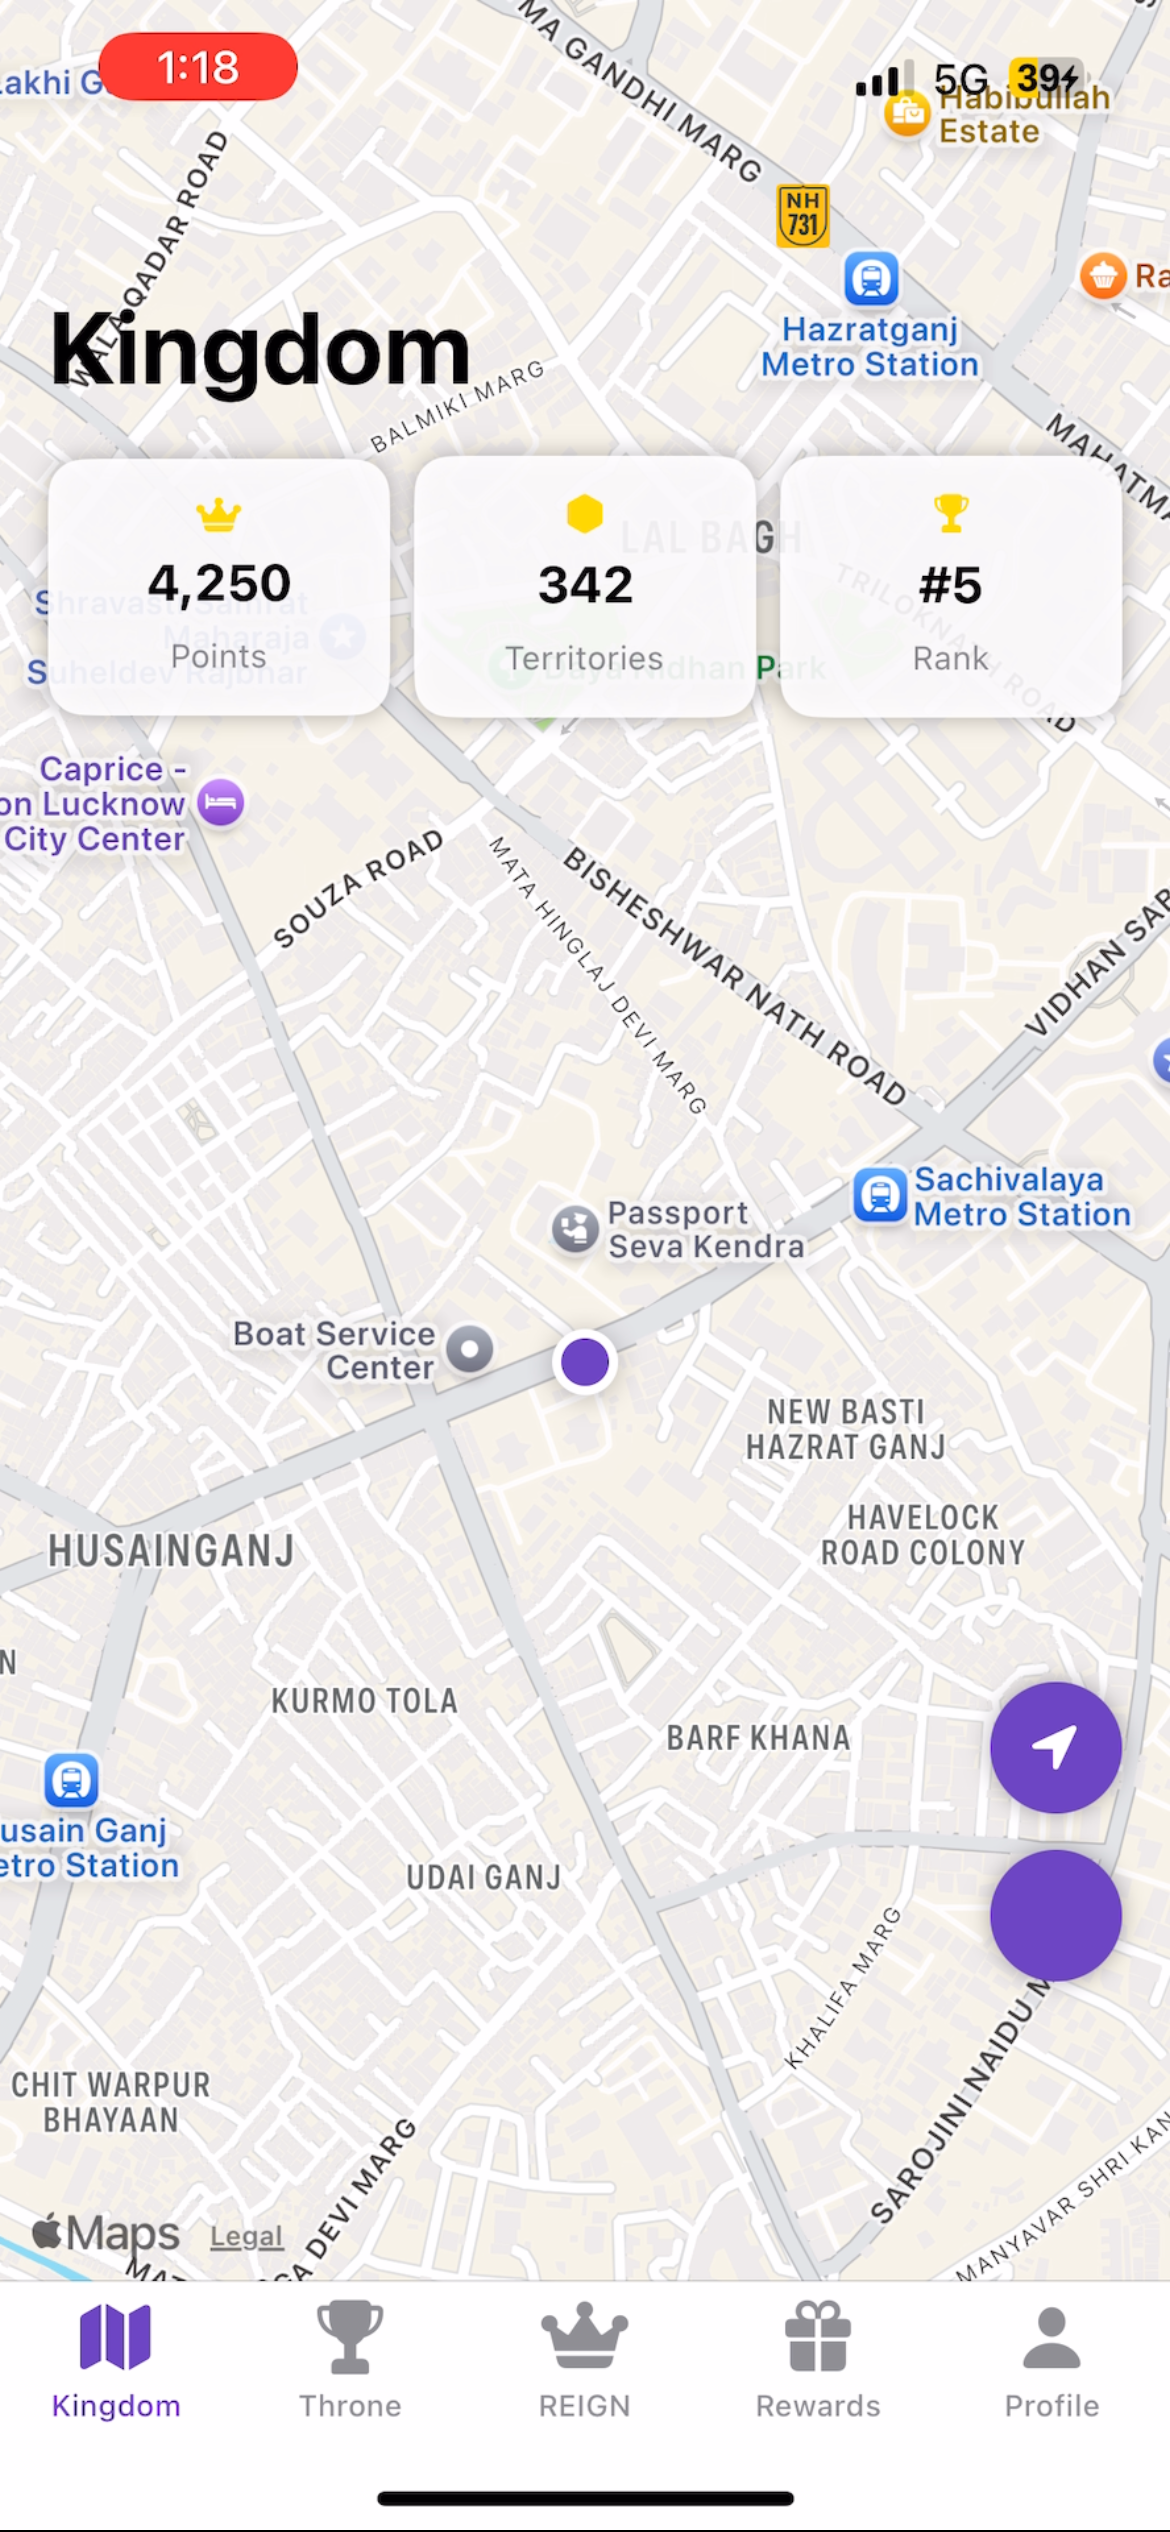 1:18
5G
39
MA GANDHI MARG
Habibullah
Estate
WALA QADAR ROAD
NH
731
Hazratganj
Metro Station
Kingdom
BALMIKI MARG
LAL BAGH
4,250
Points
342
Territories
#5
Rank
Shravasti Samrat
Maharaja
Suheldev Rajbhar
Daya Nidhan Park
TRILOKNATH ROAD
Caprice -
on Lucknow
City Center
SOUZA ROAD
MATA HINGLAJ DEVI MARG
BISHESHWAR NATH ROAD
Sachivalaya
Metro Station
Passport
Seva Kendra
Boat Service
Center
NEW BASTI
HAZRAT GANJ
HAVELOCK
ROAD COLONY
HUSAINGANJ
KURMO TOLA
BARF KHANA
usain Ganj
etro Station
UDAI GANJ
KHALIFA MARG
SAROJINI NAIDU M
CHIT WARPUR
BHAYAAN
MANYAVAR SHRI KAN
DEVI MARG
Maps
Legal
Kingdom
Throne
REIGN
Rewards
Profile